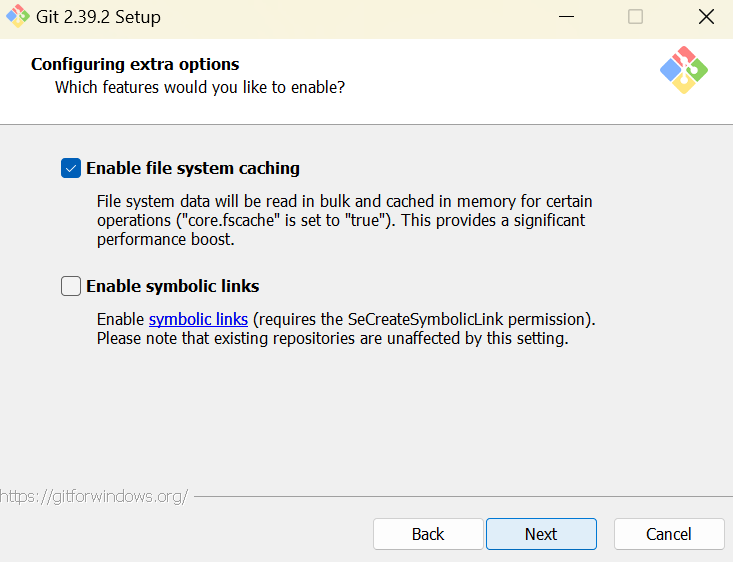 Git 2.39.2 Setup
Configuring extra options
Which features would you like to enable?
Enable file system caching
File system data will be read in bulk and cached in memory for certain
operations ("core.fscache" is set to "true"). This provides a significant
performance boost.
Enable symbolic links
Enable symbolic links (requires the SeCreateSymbolicLink permission).
Please note that existing repositories are unaffected by this setting.
https://gitforwindows.org/
Back Next Cancel